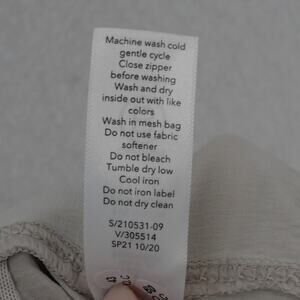 Machine wash cold
gentle cycle
Close zipper
before washing
Wash and dry
inside out with like
colors
Wash in mesh bag
Do not use fabric
softener
Do not bleach
Tumble dry low
Cool iron
Do not iron label
Do not dry clean
S/210531-09
V/305514
SP21 10/20